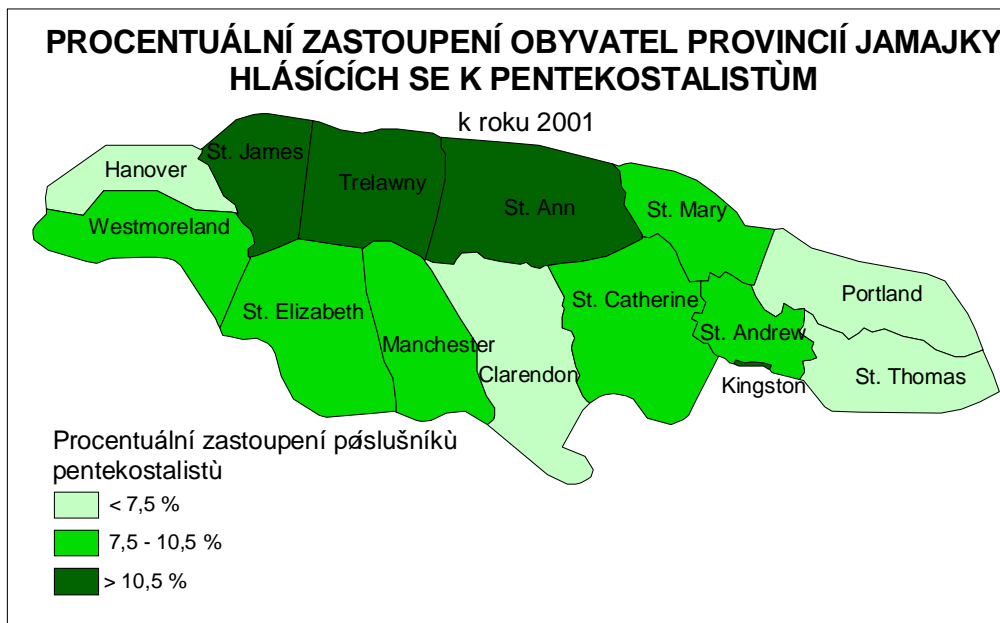 PROCENTUÁLNÍ ZASTOUPENÍ OBYVATEL PROVINCIÍ JAMAJKY
HLÁSÍCÍCH SE K PENTEKOSTALISTÙM
k roku 2001
St. James
Hanover
Trelawny
St. Ann
St. Mary
Westmoreland
Portland
St. Catherine
St. Elizabeth
St. Andrew
Manchester
Clarendon
St. Thomas
Kingston
Procentuální zastoupení pøíslušníkù
pentekostalistù
< 7,5 %
7,5 - 10,5 %
> 10,5 %